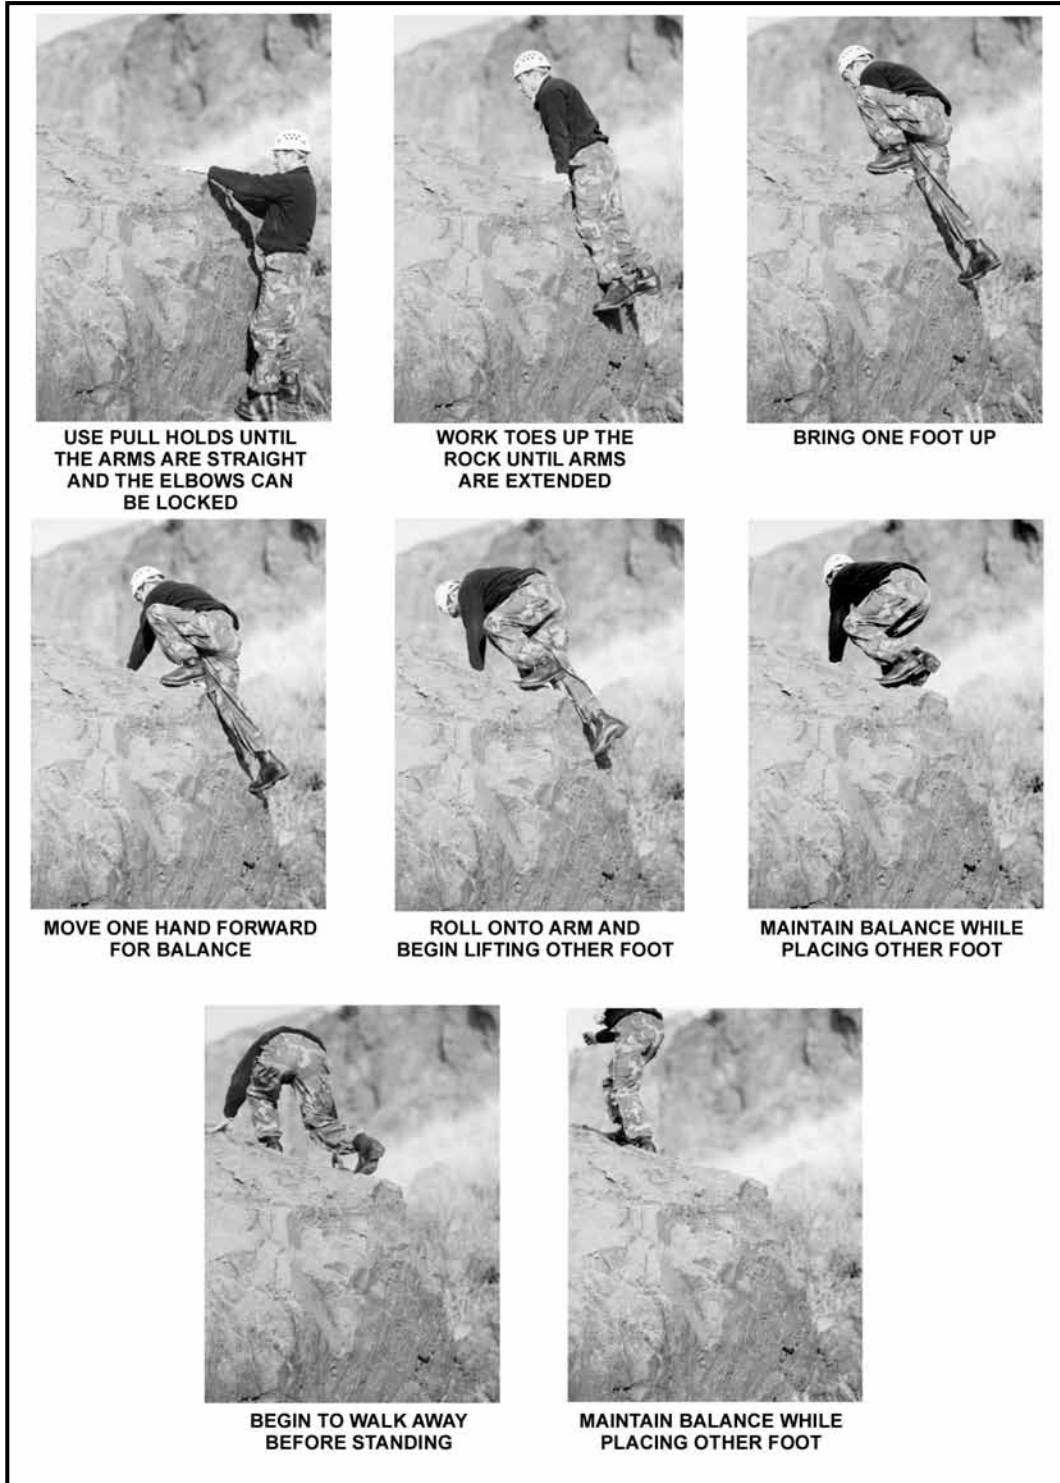 USE PULL HOLDS UNTIL
THE ARMS ARE STRAIGHT
AND THE ELBOWS CAN
BE LOCKED
WORK TOES UP THE
ROCK UNTIL ARMS
ARE EXTENDED
BRING ONE FOOT UP
MOVE ONE HAND FORWARD
FOR BALANCE
ROLL ONTO ARM AND
BEGIN LIFTING OTHER FOOT
MAINTAIN BALANCE WHILE
PLACING OTHER FOOT
BEGIN TO WALK AWAY
BEFORE STANDING
MAINTAIN BALANCE WHILE
PLACING OTHER FOOT